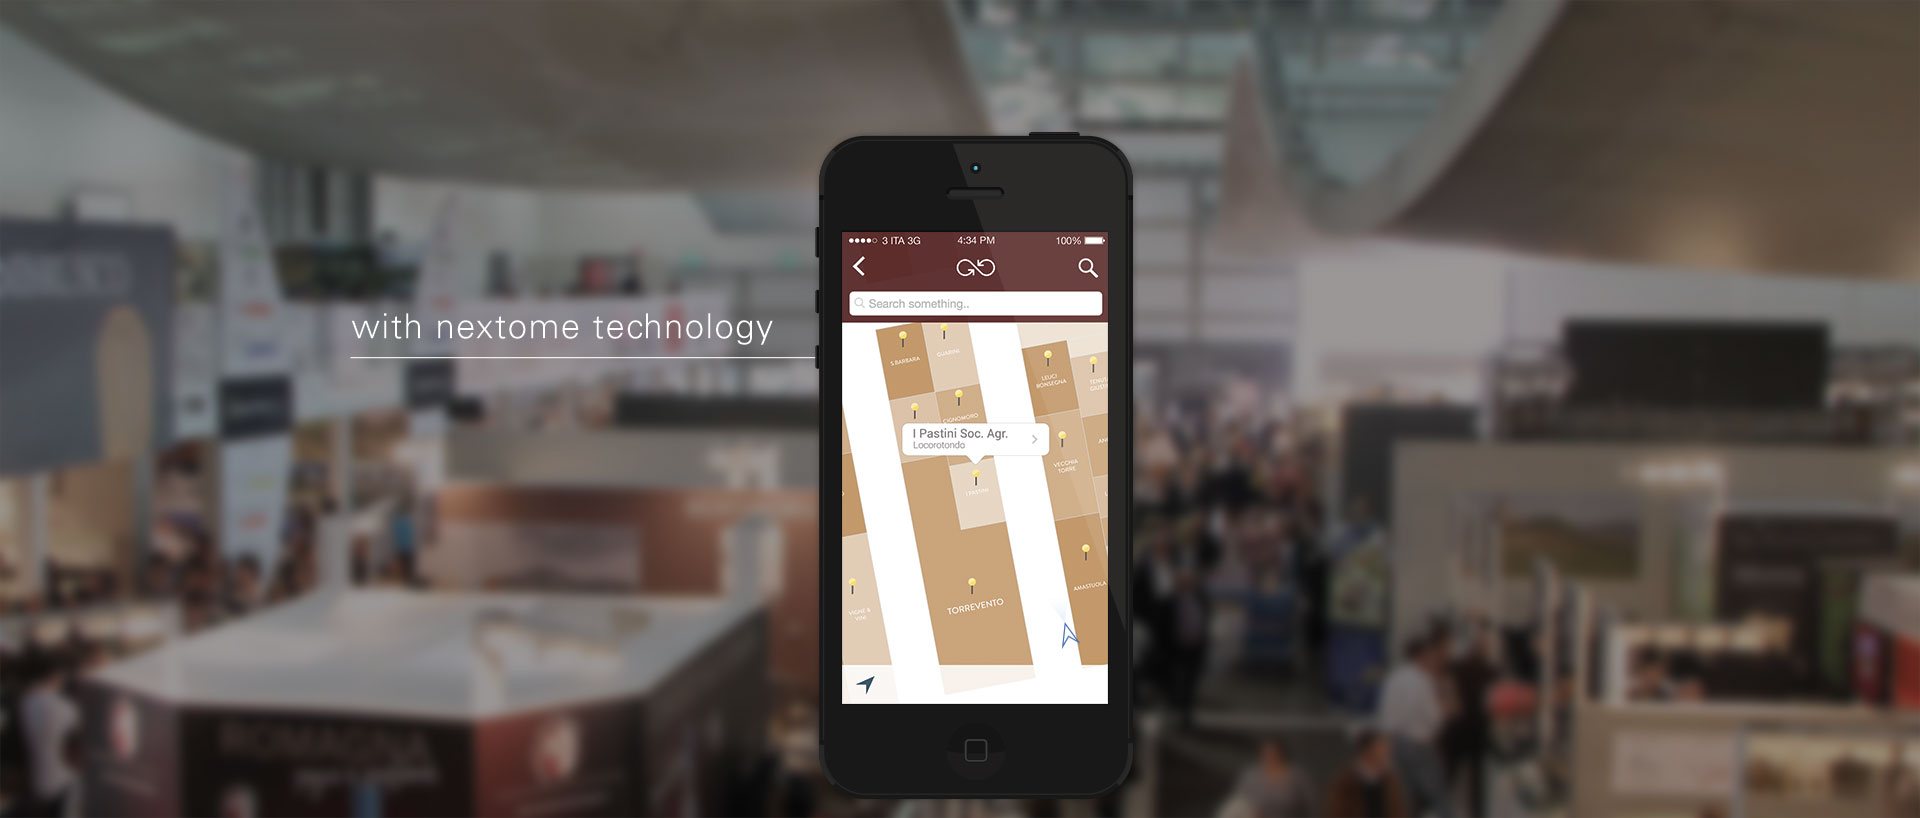 with nextome technology
3 ITA 3G
4:34 PM
100%
Search something..
S.BARBARA
GUARINI
LEUCI
BONSEGNA
CIGNOMORO
I Pastini Soc. Agr.
Locorotondo
VECCHIA
TORRE
I PASTINI
AMASTUOLA
TORREVENTO
VIGNE &
VINI
ROMAGNA